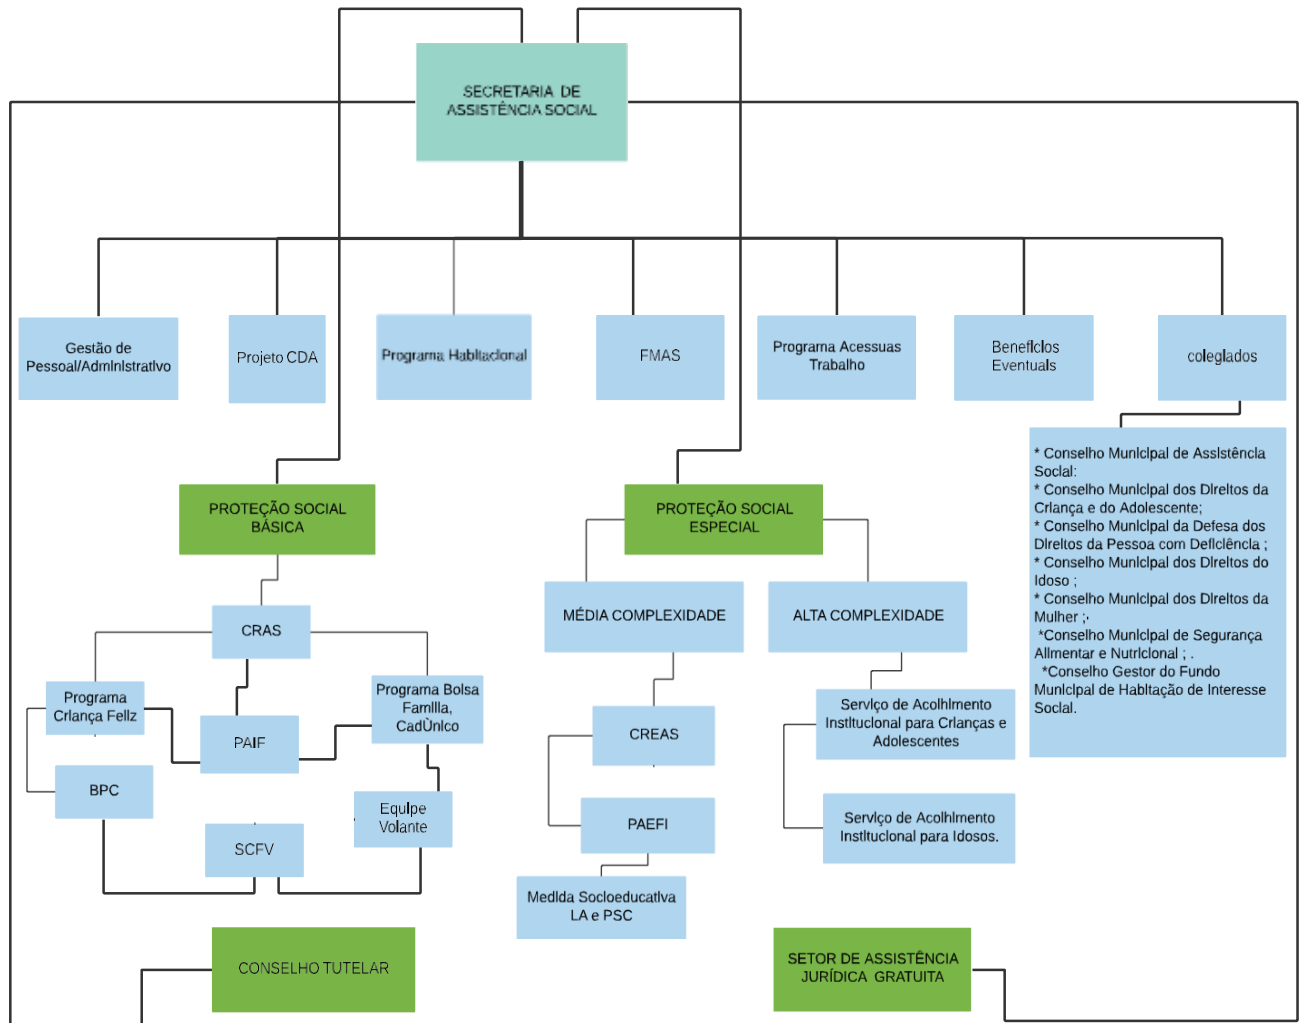 SECRETARIA DE
ASSISTÊNCIA SOCIAL
Gestão de
Pessoal/Administrativo
Projeto CDA
Programa Habitacional
FMAS
Programa Acessuas
Trabalho
Benefícios
Eventuais
colegiados
* Conselho Municipal de Assistência
Social:
* Conselho Municipal dos Direitos da
Criança e do Adolescente;
* Conselho Municipal da Defesa dos
Direitos da Pessoa com Deficiência ;
* Conselho Municipal dos Direitos do
Idoso ;
* Conselho Municipal dos Direitos da
Mulher ;.
*Conselho Municipal de Segurança
Alimentar e Nutricional ; .
*Conselho Gestor do Fundo
Municipal de Habitação de Interesse
Social.
PROTEÇÃO SOCIAL
BÁSICA
PROTEÇÃO SOCIAL
ESPECIAL
CRAS
MÉDIA COMPLEXIDADE
ALTA COMPLEXIDADE
Programa
Criança Feliz
PAIF
Programa Bolsa
Família,
CadÙnico
CREAS
Serviço de Acolhimento
Institucional para Crianças e
Adolescentes
BPC
Equipe
Volante
SCFV
PAEFI
Serviço de Acolhimento
Institucional para Idosos.
Medida Socioeducativa
LA e PSC
CONSELHO TUTELAR
SETOR DE ASSISTÊNCIA
JURÍDICA GRATUITA